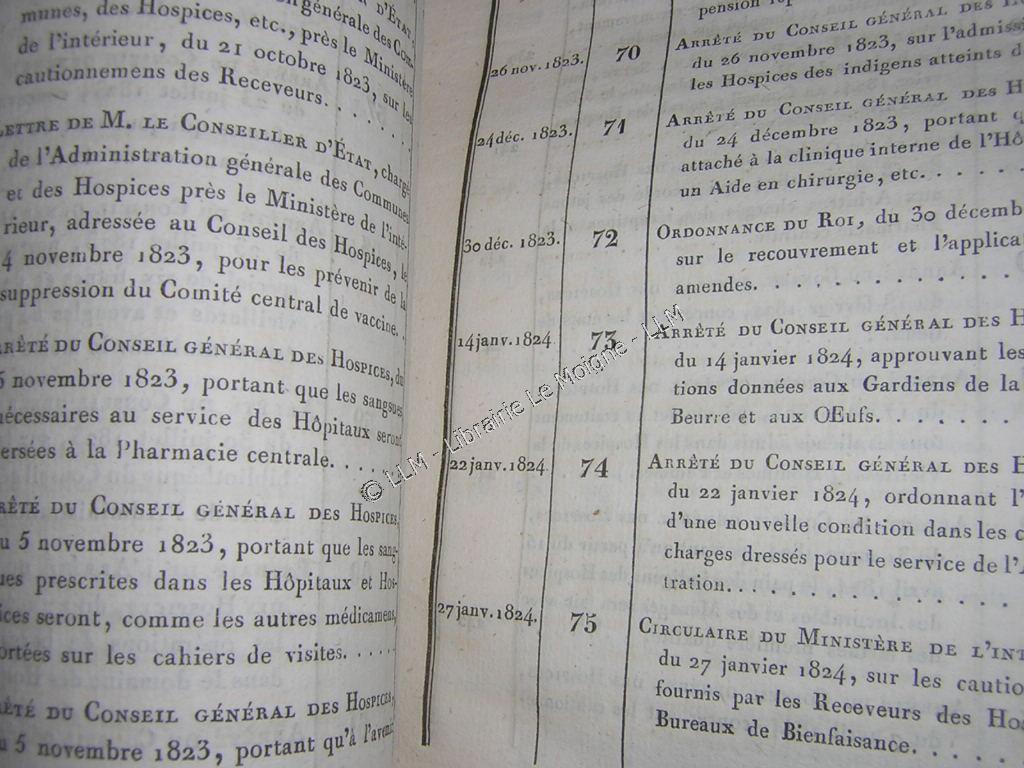 D'ÉTAT,
générale des Com-
munes, des Hospices, etc., près le Ministère
de l'intérieur, du 21 octobre 1823, sur les
cautionnemens des Receveurs. . . . . .
LETTRE DE M. LE CONSEILLER D'ÉTAT, chargé
de l'Administration générale des Communes
et des Hospices près le Ministère de l'inté-
rieur, adressée au Conseil des Hospices, le
4 novembre 1823, pour les prévenir de la
suppression du Comité central de vaccine.
ARRÊTÉ DU CONSEIL GÉNÉRAL DES HOSPICES, du
5 novembre 1823, portant que les sangsues
nécessaires au service des Hôpitaux seront
versées à la Pharmacie centrale. . . . .
RÊTÉ DU CONSEIL GÉNÉRAL DES HOSPICES,
u 5 novembre 1823, portant que les sang-
ues prescrites dans les Hôpitaux et Hos-
ices seront, comme les autres médicamens,
ortées sur les cahiers de visites. . . . . .
ÊTÉ DU CONSEIL GÉNÉRAL DES HOSPICES,
u 5 novembre 1823, portant qu'à l'avenir
pension
26 nov. 1823. 70 ARRÊTÉ DU CONSEIL GÉNÉRAL DES
du 26 novembre 1823, sur l'admiss
les Hospices des indigens atteints d
24 déc. 1823. 71 ARRÊTÉ DU CONSEIL GÉNÉRAL DES H
du 24 décembre 1823, portant q
attaché à la clinique interne de l'Hô
un Aide en chirurgie, etc. . . . . .
30 déc. 1823. 72 ORDONNANCE DU ROI, du 30 décemb
sur le recouvrement et l'applica
amendes. . . . . . . . . . . .
14 janv. 1824. 73 ARRÊTÉ DU CONSEIL GÉNÉRAL DES H
du 14 janvier 1824, approuvant les
tions données aux Gardiens de la
Beurre et aux OEufs. . . . . . .
22 janv. 1824. 74 ARRÊTÉ DU CONSEIL GÉNÉRAL DES H
du 22 janvier 1824, ordonnant l'
d'une nouvelle condition dans les c
charges dressés pour le service de l'A
tration. . . . . . . . . . . .
27 janv. 1824. 75 CIRCULAIRE DU MINISTÈRE DE L'INT
du 27 janvier 1824, sur les cautio
fournis par les Receveurs des Hos
Bureaux de Bienfaisance. . . . .
© LLM - Librairie Le Moigne - LLM